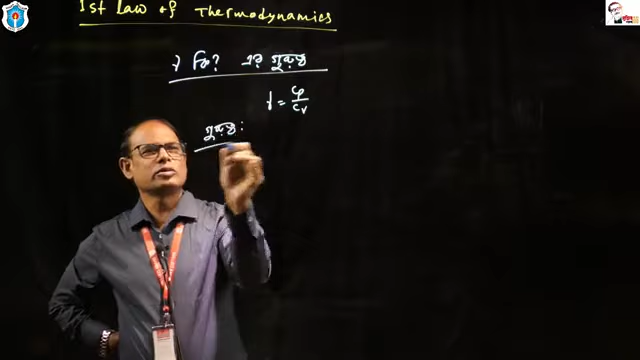 1st Law of Thermodynamics
γ কি? এর গুরুত্ব
γ = Cp/Cv
গুরুত্ব: